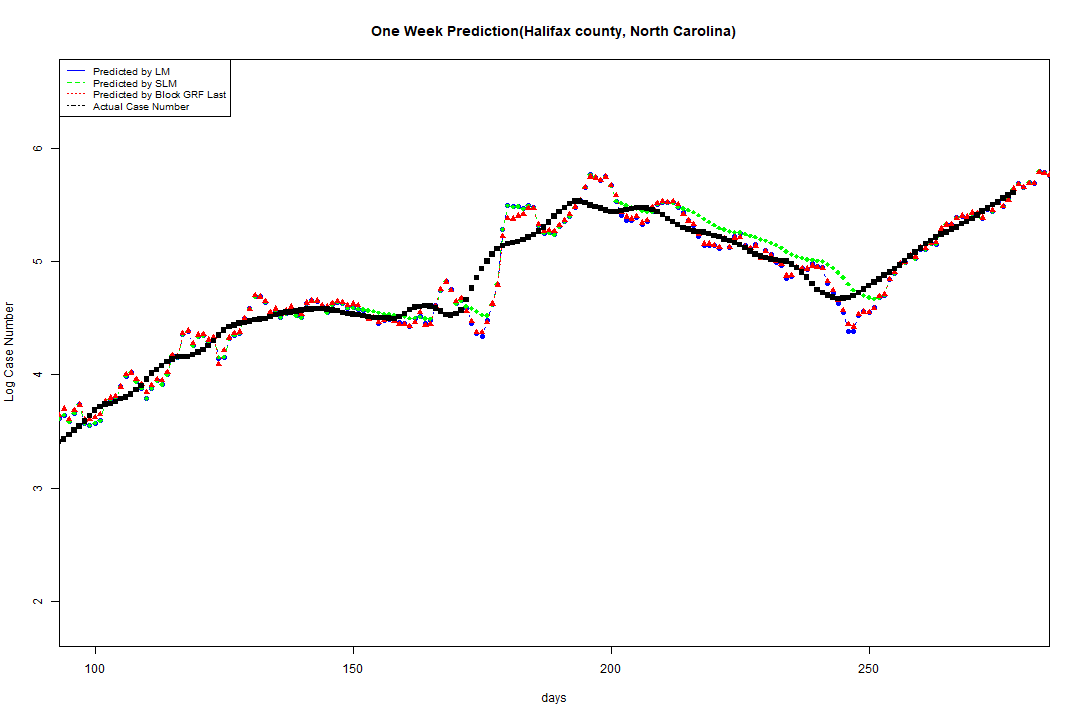 One Week Prediction(Halifax county, North Carolina)
Predicted by LM
Predicted by SLM
Predicted by Block GRF Last
Actual Case Number
Log Case Number
6
5
4
3
2
100 150 200 250
days